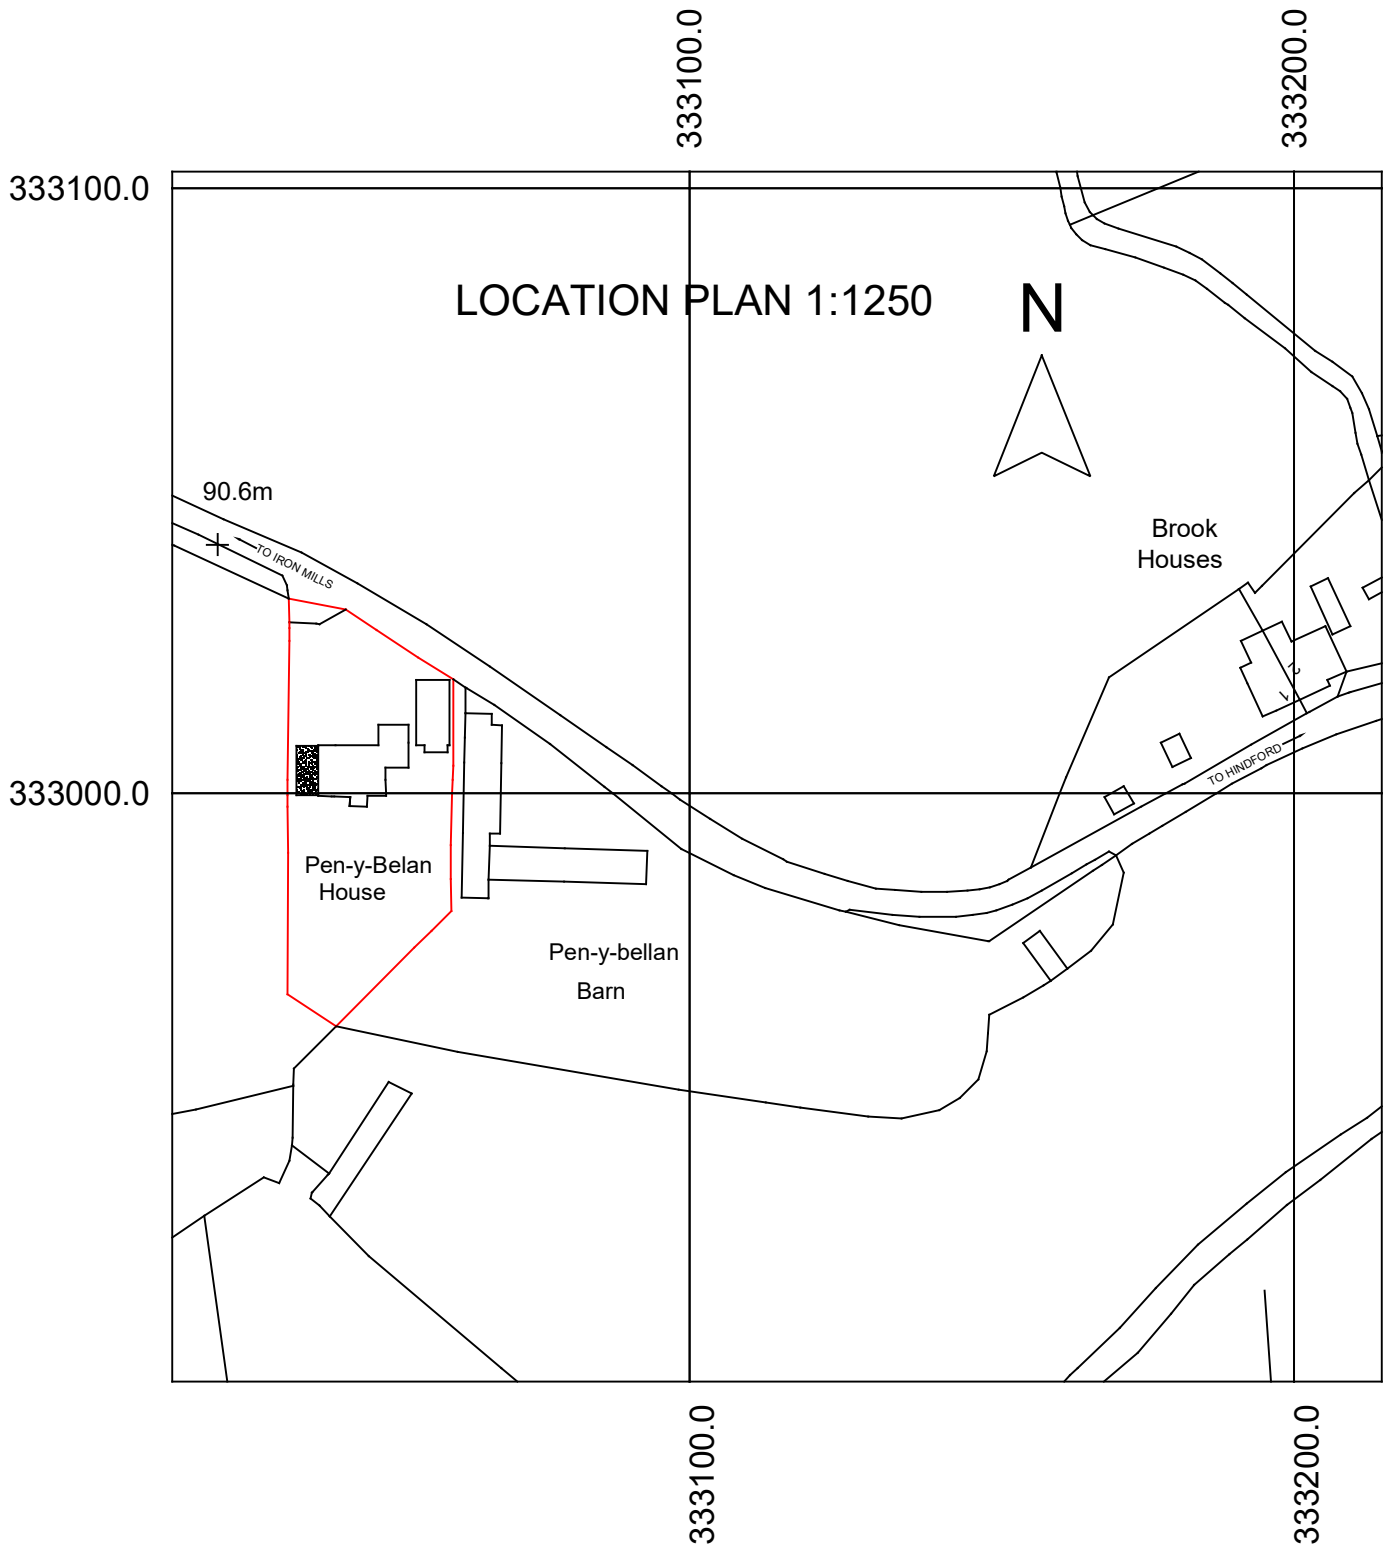 333100.0
333200.0
333100.0
LOCATION PLAN 1:1250
N
90.6m
TO IRON MILLS
Brook
Houses
2
1
TO HINDFORD
333000.0
Pen-y-Belan
House
Pen-y-bellan
Barn
333100.0
333200.0